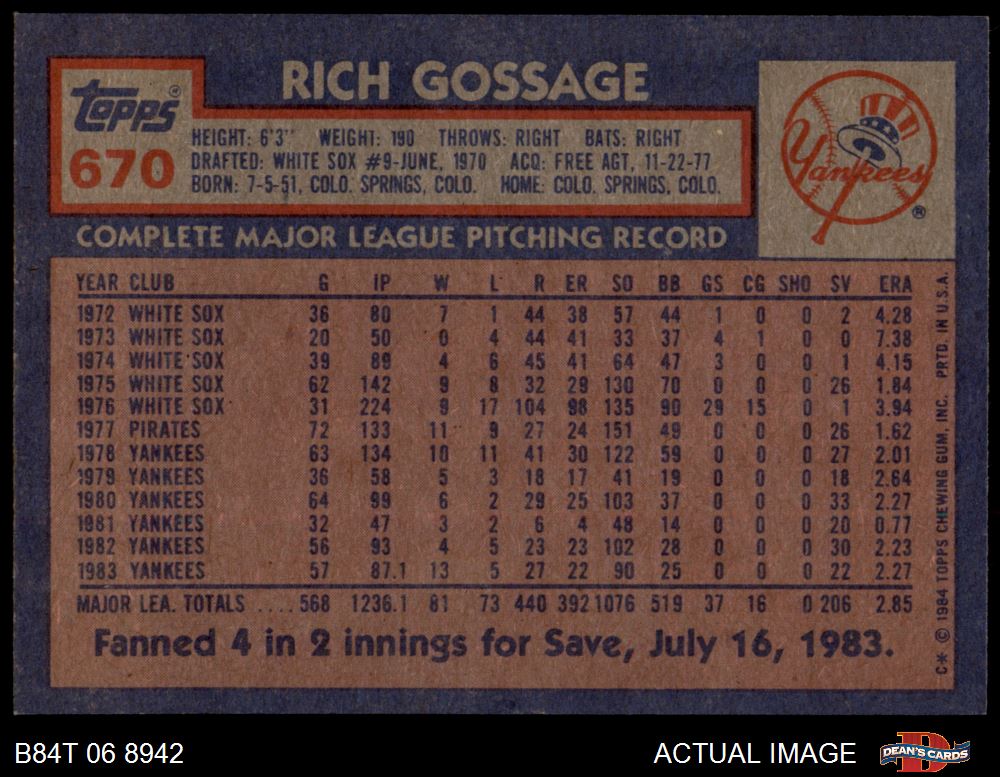 RICH GOSSAGE
Topps®
670
HEIGHT: 6'3" WEIGHT: 190 THROWS: RIGHT BATS: RIGHT
DRAFTED: WHITE SOX #9-JUNE, 1970 ACQ: FREE AGT, 11-22-77
BORN: 7-5-51, COLO. SPRINGS, COLO. HOME: COLO. SPRINGS, COLO.
Yankees®
COMPLETE MAJOR LEAGUE PITCHING RECORD
YEAR CLUB G IP W L R ER SO BB GS CG SHO SV ERA
1972 WHITE SOX 36 80 7 1 44 38 57 44 1 0 0 2 4.28
1973 WHITE SOX 20 50 0 4 44 41 33 37 4 1 0 0 7.38
1974 WHITE SOX 39 89 4 6 45 41 64 47 3 0 0 1 4.15
1975 WHITE SOX 62 142 9 8 32 29 130 70 0 0 0 26 1.84
1976 WHITE SOX 31 224 9 17 104 98 135 90 29 15 0 1 3.94
1977 PIRATES 72 133 11 9 27 24 151 49 0 0 0 26 1.62
1978 YANKEES 63 134 10 11 41 30 122 59 0 0 0 27 2.01
1979 YANKEES 36 58 5 3 18 17 41 19 0 0 0 18 2.64
1980 YANKEES 64 99 6 2 29 25 103 37 0 0 0 33 2.27
1981 YANKEES 32 47 3 2 6 4 48 14 0 0 0 20 0.77
1982 YANKEES 56 93 4 5 23 23 102 28 0 0 0 30 2.23
1983 YANKEES 57 87.1 13 5 27 22 90 25 0 0 0 22 2.27
MAJOR LEA. TOTALS ....568 1236.1 81 73 440 392 1076 519 37 16 0 206 2.85
Fanned 4 in 2 innings for Save, July 16, 1983.
C* © 1984 TOPPS CHEWING GUM, INC. PRTD. IN U.S.A.
B84T 06 8942
ACTUAL IMAGE
DEAN'S CARDS